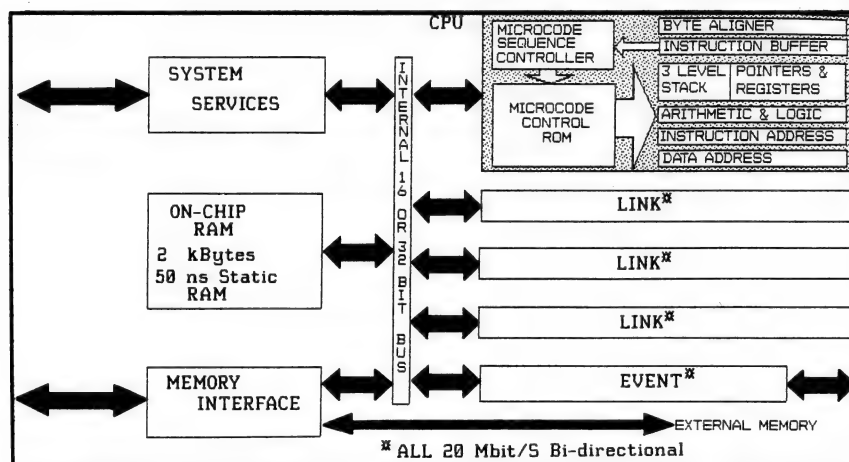 CPU
MICROCODE
SEQUENCE
CONTROLLER
MICROCODE
CONTROL
ROM
BYTE ALIGNER
INSTRUCTION BUFFER
3 LEVEL
STACK
POINTERS &
REGISTERS
ARITHMETIC & LOGIC
INSTRUCTION ADDRESS
DATA ADDRESS
SYSTEM
SERVICES
INTERNAL 16 OR 32 BIT BUS
ON-CHIP
RAM
2 kBytes
50 ns Static
RAM
LINK¤
LINK¤
LINK¤
MEMORY
INTERFACE
EVENT¤
EXTERNAL MEMORY
¤ ALL 20 Mbit/S Bi-directional